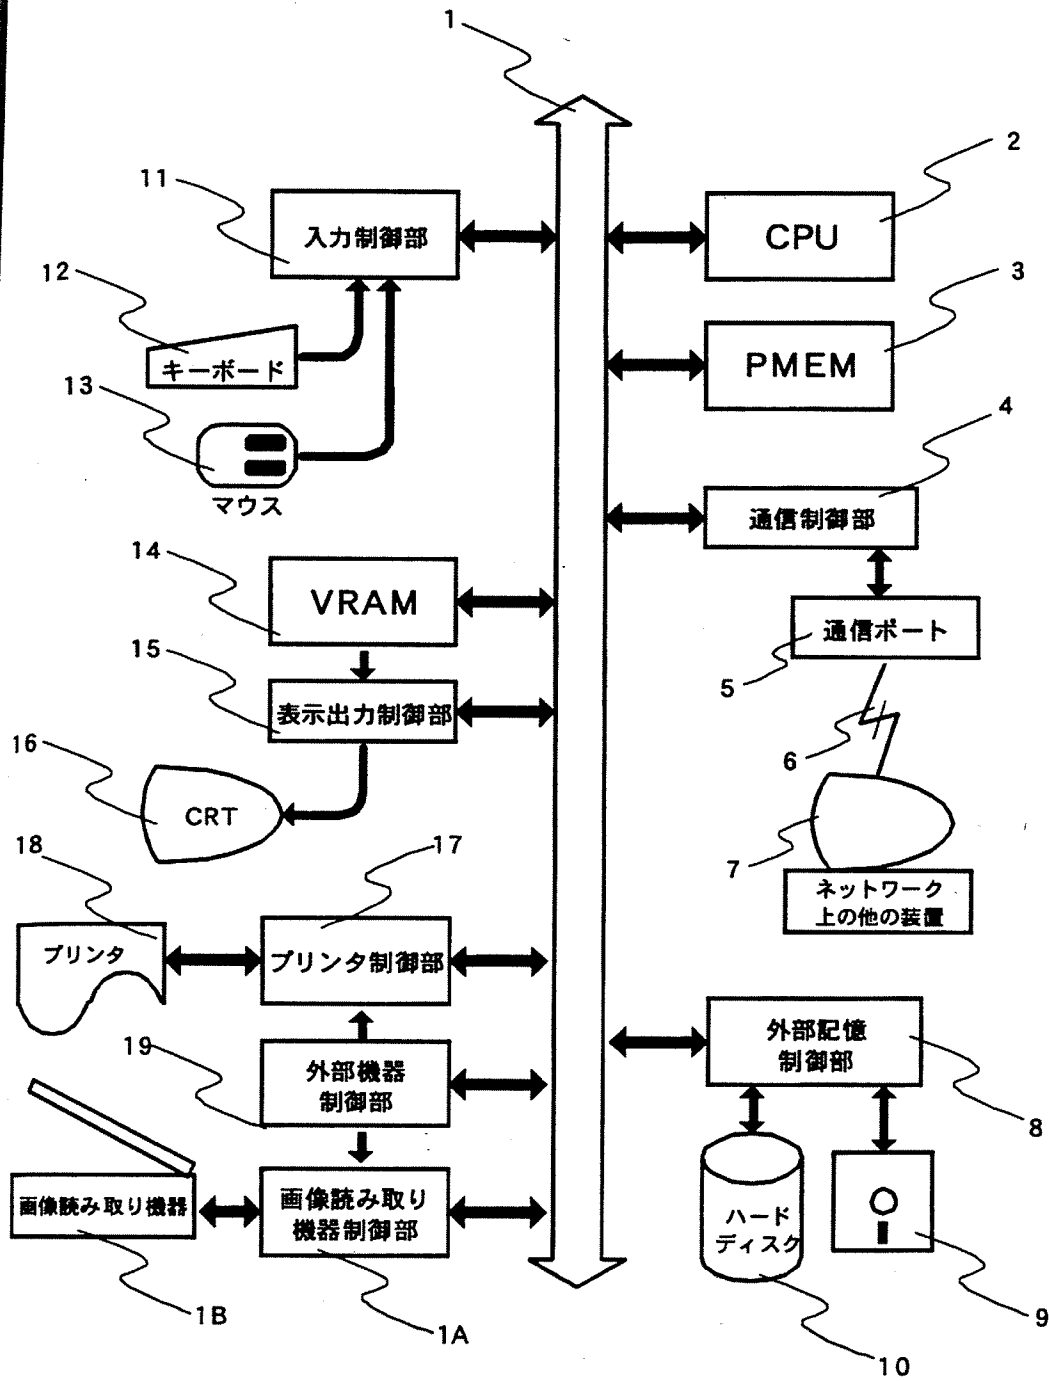 1
2
11
入力制御部
CPU
12
3
キーボード
PMEM
13
4
マウス
通信制御部
14
VRAM
通信ポート
15
5
表示出力制御部
16
6
CRT
18
17
7
ネットワーク
上の他の装置
プリンタ
プリンタ制御部
外部記憶
制御部
19
外部機器
制御部
8
画像読み取り機器
画像読み取り
機器制御部
ハード
ディスク
1B
1A
9
10